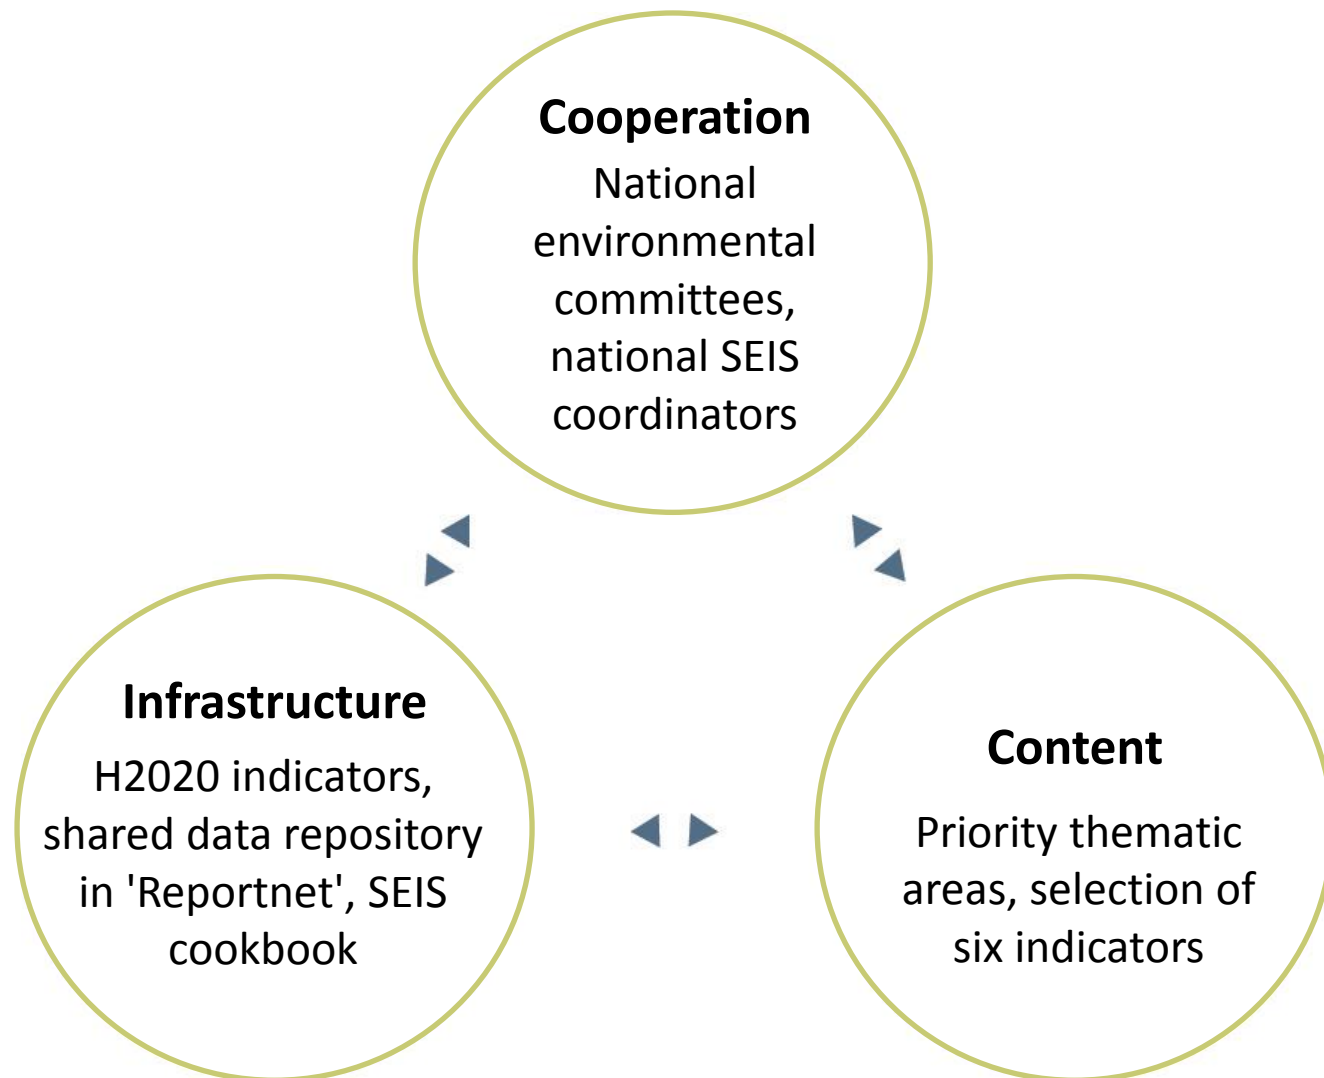 Cooperation
National
environmental
committees,
national SEIS
coordinators
Infrastructure
H2020 indicators,
shared data repository
in 'Reportnet', SEIS
cookbook
Content
Priority thematic
areas, selection of
six indicators